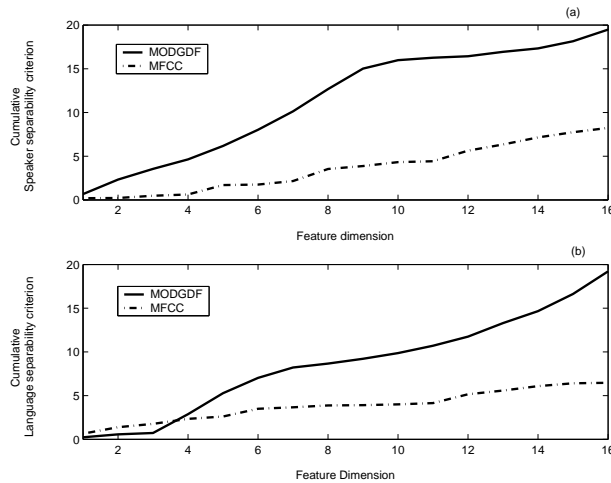 (a)
20
15
10
5
0
Cumulative
Speaker separability criterion
MODGDF
MFCC
2 4 6 8 10 12 14 16
Feature dimension
(b)
20
15
10
5
0
Cumulative
Language separability criterion
MODGDF
MFCC
2 4 6 8 10 12 14 16
Feature Dimension